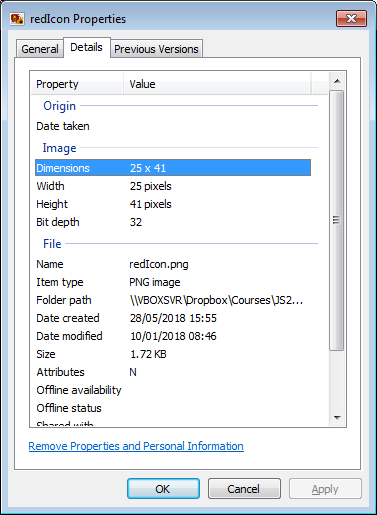 redIcon Properties
General Details Previous Versions
Property Value
Origin
Date taken
Image
Dimensions 25 x 41
Width 25 pixels
Height 41 pixels
Bit depth 32
File
Name redIcon.png
Item type PNG image
Folder path \\VBOXSVR\Dropbox\Courses\JS2...
Date created 28/05/2018 15:55
Date modified 10/01/2018 08:46
Size 1.72 KB
Attributes N
Offline availability
Offline status
Shared with
Remove Properties and Personal Information
OK Cancel Apply